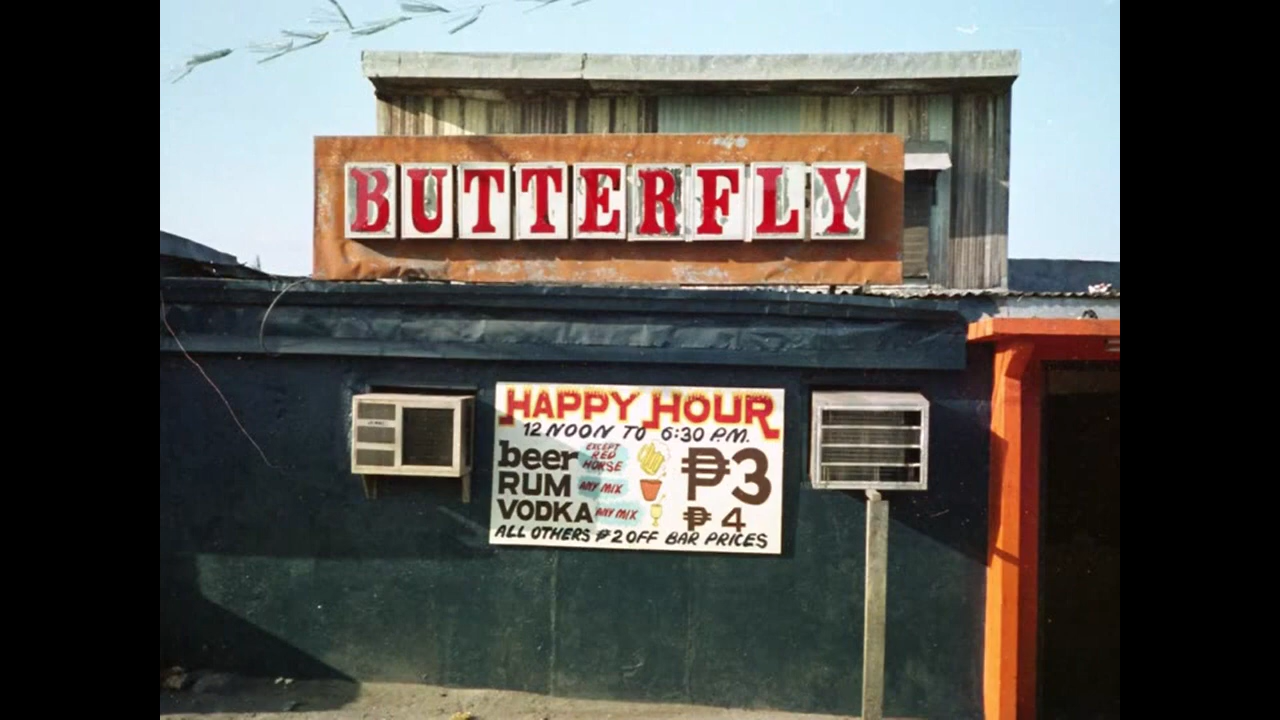 BUTTERFLY
HAPPY HOUR
12 NOON TO 6:30 P.M.
beer EXCEPT RED HORSE ₱3
RUM ANY MIX
VODKA ANY MIX ₱ 4
ALL OTHERS ₱2 OFF BAR PRICES